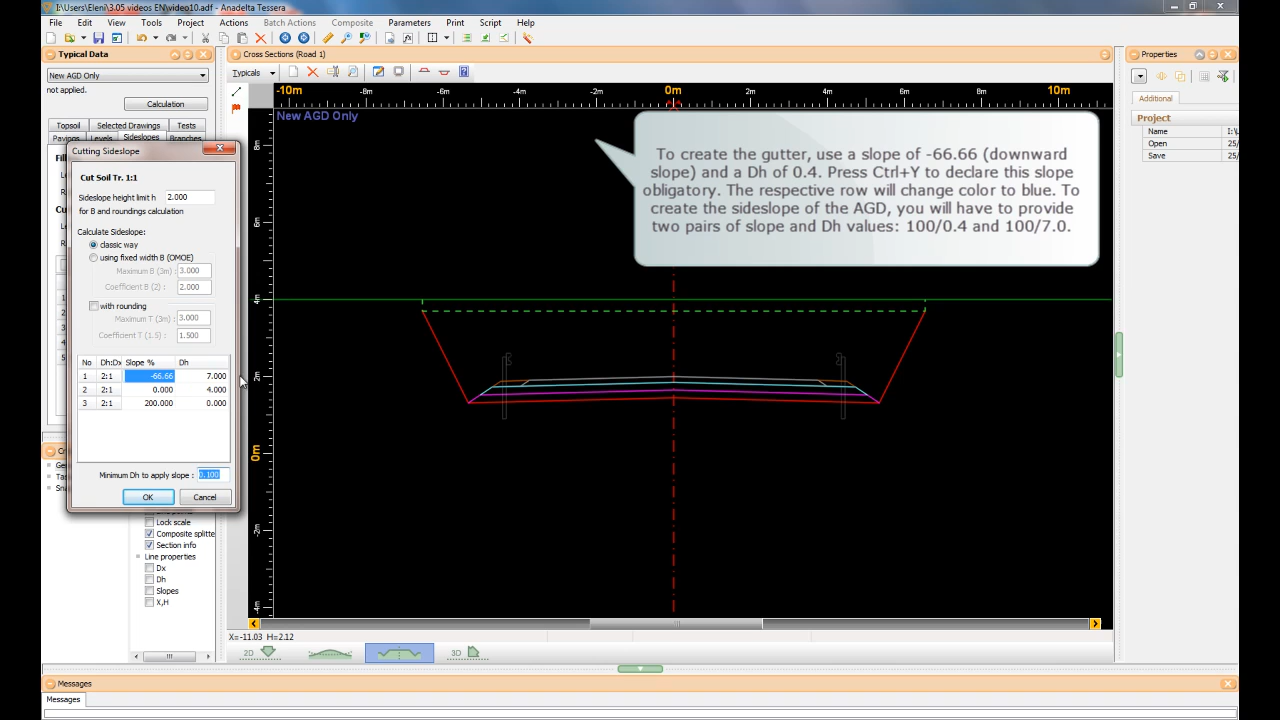 I:\Users\Eleni\3.05 videos EN\video10.adf - Anadelta Tessera
File Edit View Tools Project Actions Batch Actions Composite Parameters Print Script Help
Typical Data
Cross Sections (Road 1)
Properties
New AGD Only
not applied.
Calculation
Topsoil Selected Drawings Tests
Pavings Levels Sideslopes Branches
Typicals
-10m -8m -6m -4m -2m 0m 2m 4m 6m 8m 10m
New AGD Only
8m
6m
4m
2m
0m
-2m
-4m
To create the gutter, use a slope of -66.66 (downward
slope) and a Dh of 0.4. Press Ctrl+Y to declare this slope
obligatory. The respective row will change color to blue. To
create the sideslope of the AGD, you will have to provide
two pairs of slope and Dh values: 100/0.4 and 100/7.0.
Additional
Project
Name I:\
Open 25/
Save 25/
Cutting Sideslope
Cut Soil Tr. 1:1
Sideslope height limit h 2.000
for B and roundings calculation
Calculate Sideslope:
classic way
using fixed width B (OMOE)
Maximum B (3m) : 3.000
Coefficient B (2) : 2.000
with rounding
Maximum T (3m) : 3.000
Coefficient T (1.5) : 1.500
No Dh:Dx Slope % Dh
1 2:1 -66.66 7.000
2 2:1 0.000 4.000
3 2:1 200.000 0.000
Minimum Dh to apply slope : 0.100
OK Cancel
Lock scale
Composite splitte
Section info
Line properties
Dx
Dh
Slopes
X,H
X=-11.03 H=2.12
2D 3D
Messages
Messages